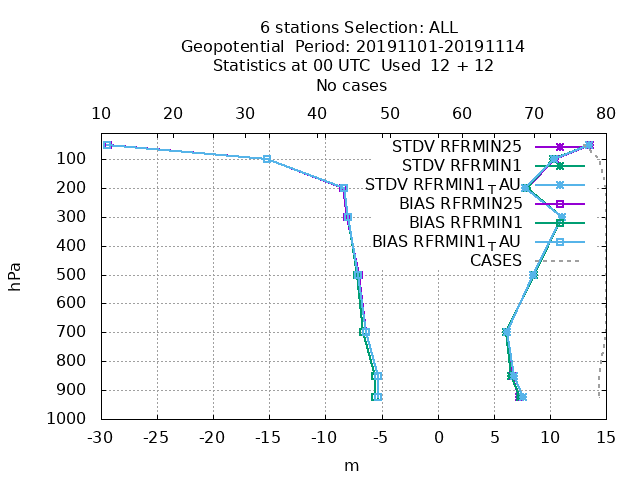 6 stations Selection: ALL
Geopotential  Period: 20191101-20191114
Statistics at 00 UTC  Used  12 + 12
No cases
10 20 30 40 50 60 70 80
STDV RFRMIN25
STDV RFRMIN1
STDV RFRMIN1TAU
BIAS RFRMIN25
BIAS RFRMIN1
BIAS RFRMIN1TAU
CASES
100
200
300
400
500
600
700
800
900
1000
hPa
-30 -25 -20 -15 -10 -5 0 5 10 15
m